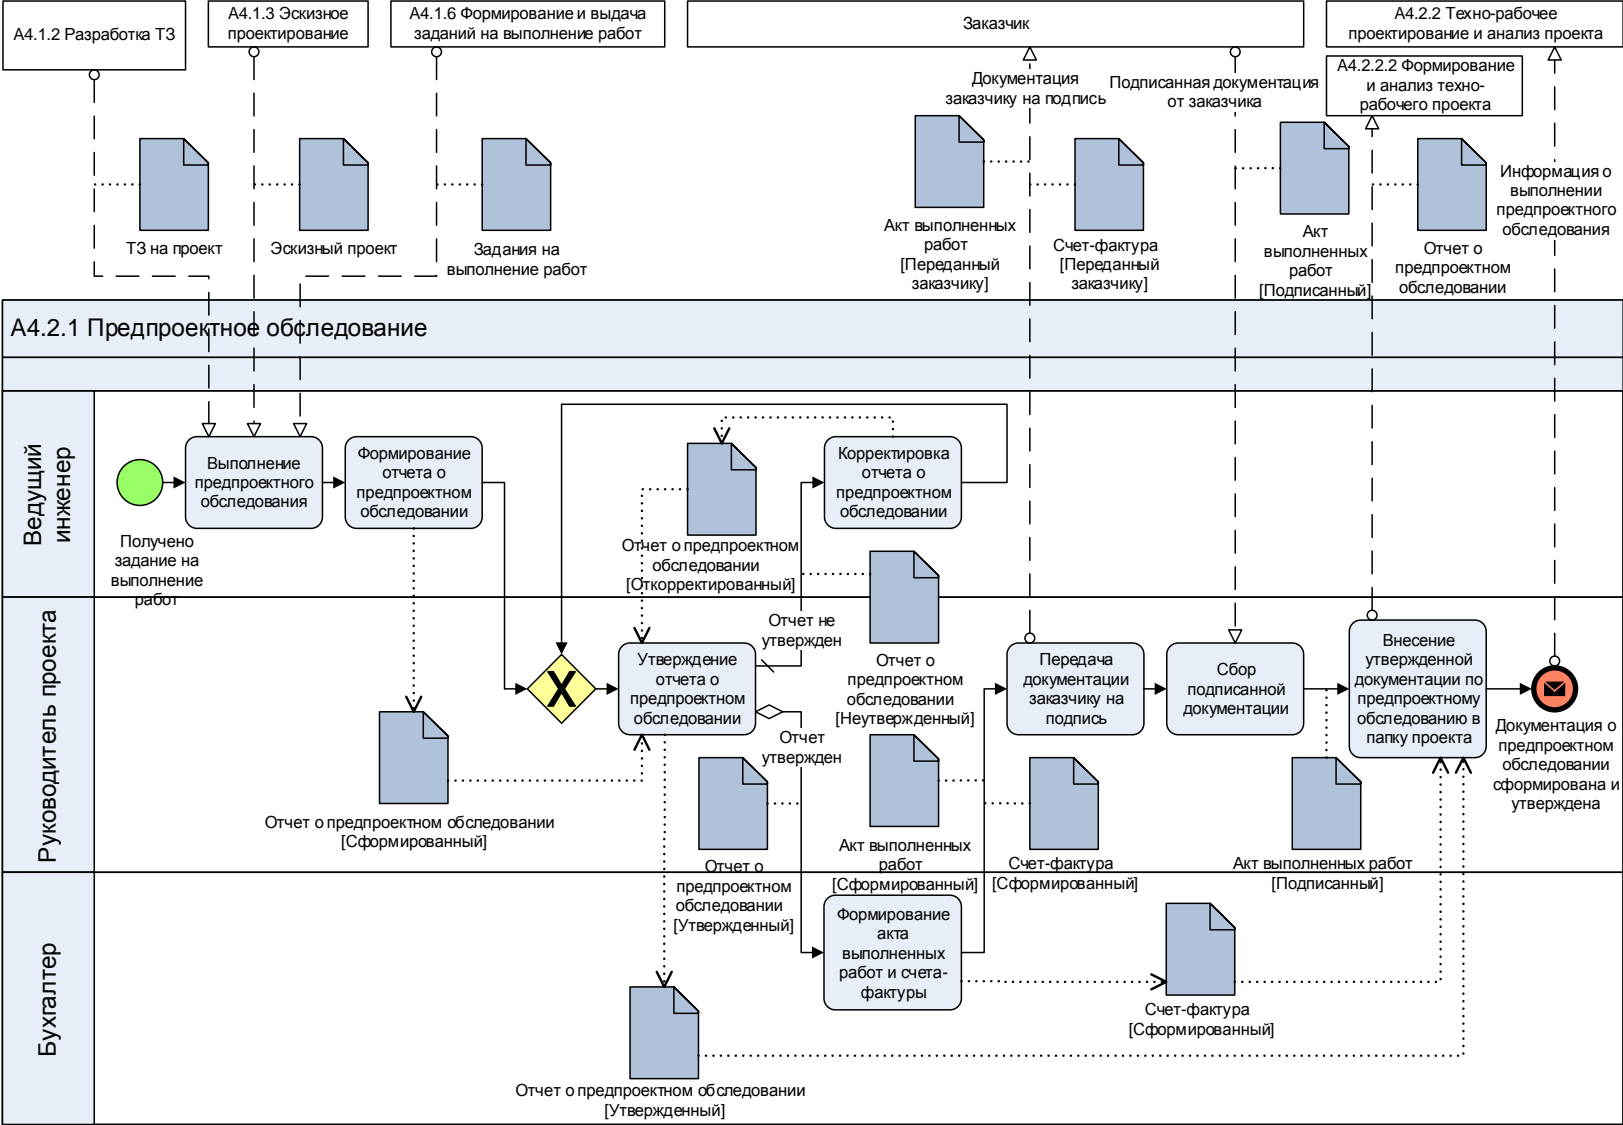 А4.1.2 Разработка ТЗ
А4.1.3 Эскизное
проектирование
А4.1.6 Формирование и выдача
заданий на выполнение работ
Заказчик
А4.2.2 Техно-рабочее
проектирование и анализ проекта
А4.2.2.2 Формирование
и анализ техно-
рабочего проекта
Документация
заказчику на подпись
Подписанная документация
от заказчика
Информация о
выполнении
предпроектного
обследования
ТЗ на проект
Эскизный проект
Задания на
выполнение работ
Акт выполненных
работ
[Переданный
заказчику]
Счет-фактура
[Переданный
заказчику]
Акт
выполненных
работ
[Подписанный]
Отчет о
предпроектном
обследовании
А4.2.1 Предпроектное обследование
Ведущий
инженер
Получено
задание на
выполнение
работ
Выполнение
предпроектного
обследования
Формирование
отчета о
предпроектном
обследовании
Отчет о предпроектном
обследовании
[Откорректированный]
Корректировка
отчета о
предпроектном
обследовании
Руководитель проекта
X
Утверждение
отчета о
предпроектном
обследовании
Отчет не
утвержден
Отчет
утвержден
Отчет о
предпроектном
обследовании
[Неутвержденный]
Передача
документации
заказчику на
подпись
Сбор
подписанной
документации
Внесение
утвержденной
документации по
предпроектному
обследованию в
папку проекта
Документация о
предпроектном
обследовании
сформирована и
утверждена
Отчет о предпроектном обследовании
[Сформированный]
Отчет о
предпроектном
обследовании
[Утвержденный]
Акт выполненных
работ
[Сформированный]
Счет-фактура
[Сформированный]
Акт выполненных работ
[Подписанный]
Бухгалтер
Формирование
акта
выполненных
работ и счета-
фактуры
Счет-фактура
[Сформированный]
Отчет о предпроектном обследовании
[Утвержденный]